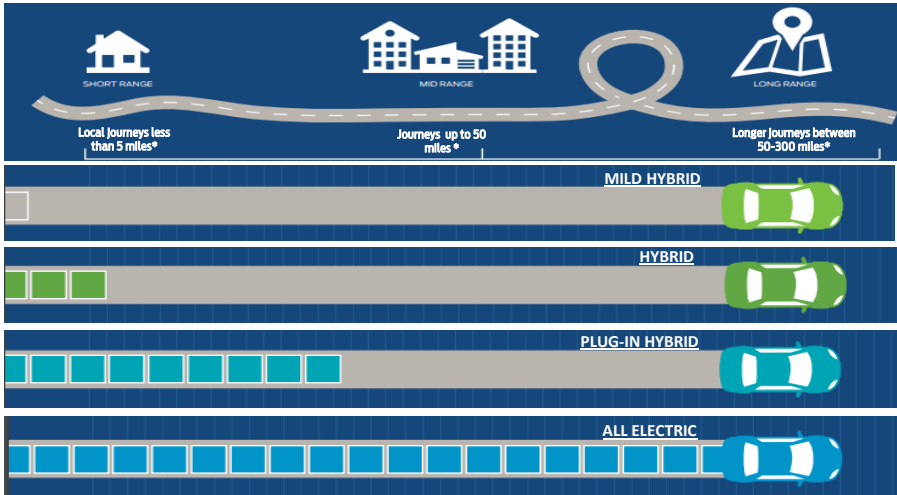 SHORT RANGE
MID RANGE
LONG RANGE
Local journeys less
than 5 miles*
Journeys up to 50
miles *
Longer journeys between
50-300 miles*
MILD HYBRID
HYBRID
PLUG-IN HYBRID
ALL ELECTRIC